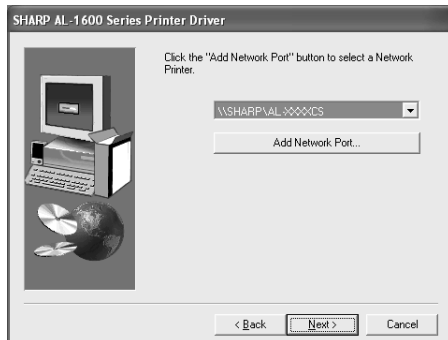 SHARP AL-1600 Series Printer Driver
Click the "Add Network Port" button to select a Network
Printer.
\\SHARP\AL-XXXXCS
Add Network Port...
< Back
Next >
Cancel